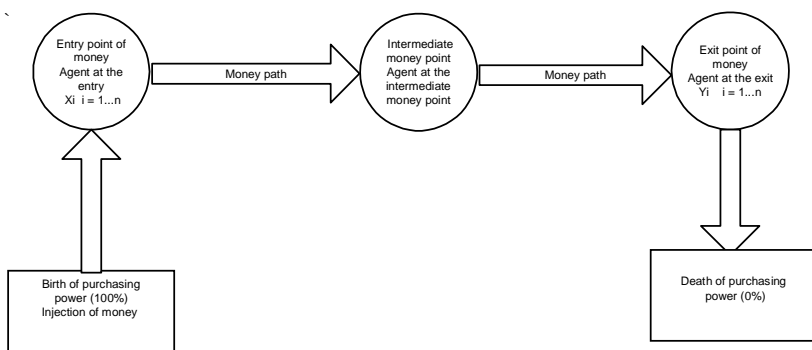 `
Entry point of
money
Agent at the
entry
Xi i = 1...n
Money path
Intermediate
money point
Agent at the
intermediate
money point
Money path
Exit point of
money
Agent at the exit
Yi i = 1...n
Birth of purchasing
power (100%)
Injection of money
Death of purchasing
power (0%)